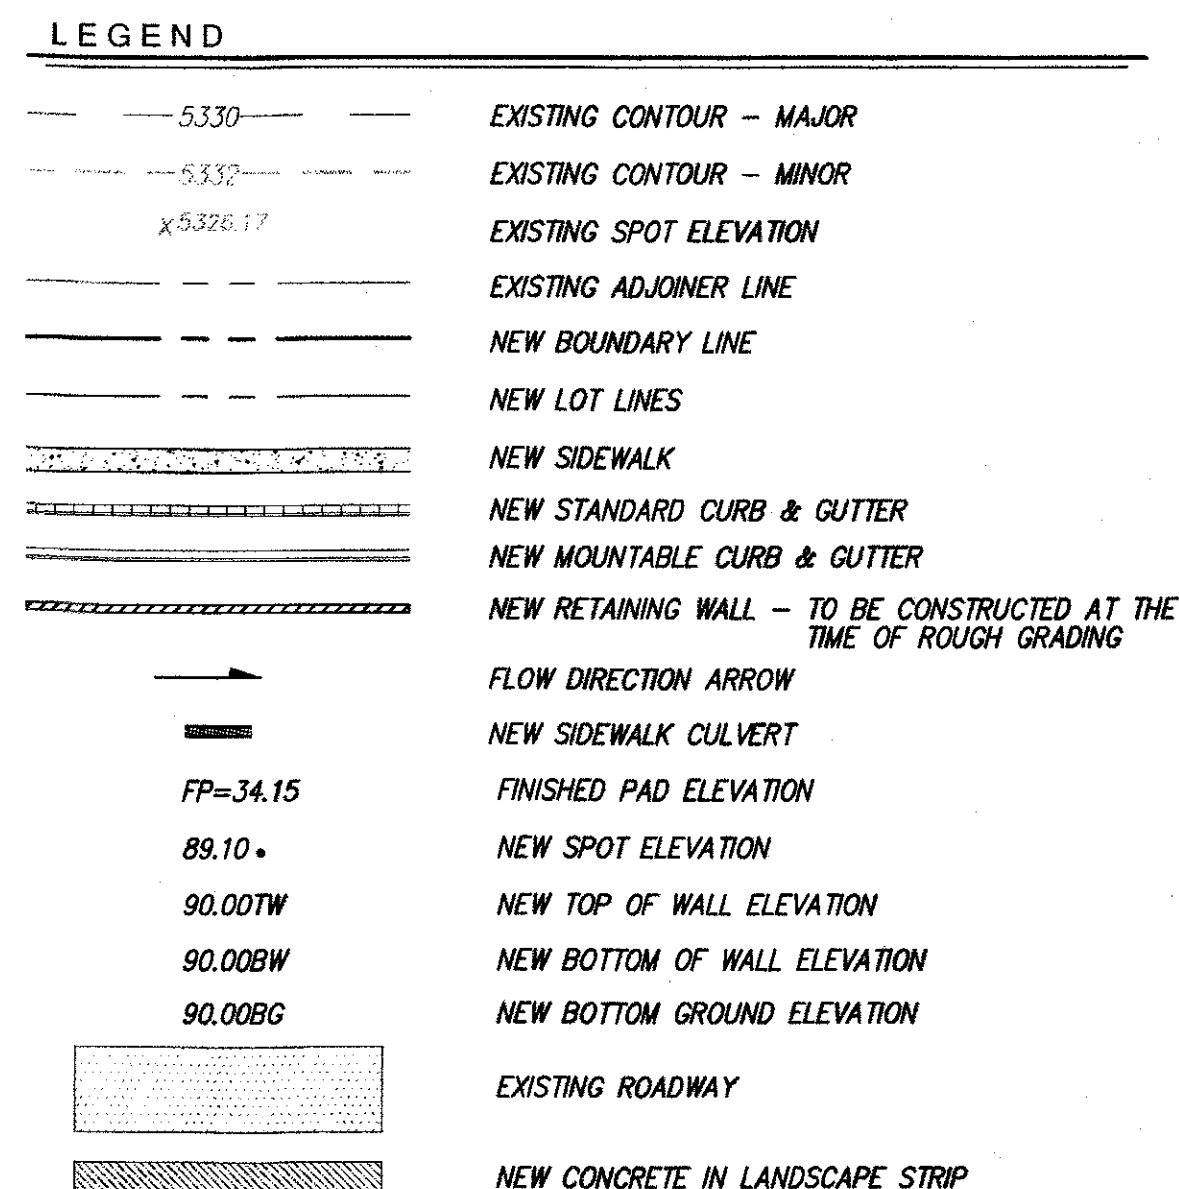 LEGEND
5330 EXISTING CONTOUR - MAJOR
5332 EXISTING CONTOUR - MINOR
x5326.17 EXISTING SPOT ELEVATION
EXISTING ADJOINER LINE
NEW BOUNDARY LINE
NEW LOT LINES
NEW SIDEWALK
NEW STANDARD CURB & GUTTER
NEW MOUNTABLE CURB & GUTTER
NEW RETAINING WALL - TO BE CONSTRUCTED AT THE
TIME OF ROUGH GRADING
FLOW DIRECTION ARROW
NEW SIDEWALK CULVERT
FP=34.15 FINISHED PAD ELEVATION
89.10 • NEW SPOT ELEVATION
90.00TW NEW TOP OF WALL ELEVATION
90.00BW NEW BOTTOM OF WALL ELEVATION
90.00BG NEW BOTTOM GROUND ELEVATION
EXISTING ROADWAY
NEW CONCRETE IN LANDSCAPE STRIP